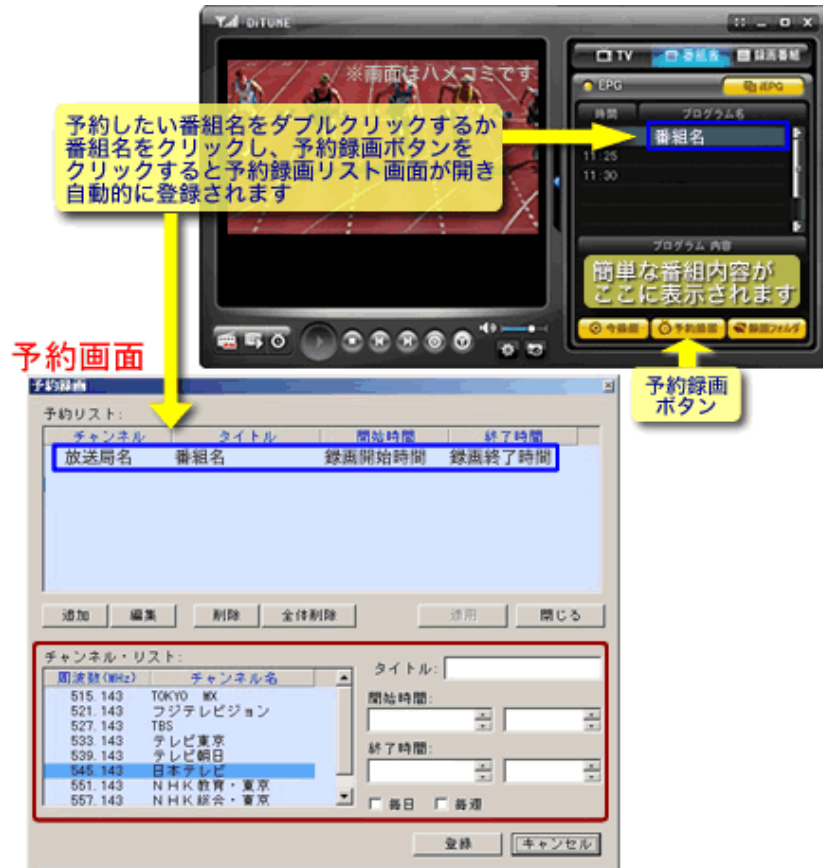 DiTUNE
TV 番組表 録画番組
※画面はハメコミです
EPG iEPG
時間 プログラム名
予約したい番組名をダブルクリックするか
番組名をクリックし、予約録画ボタンを
クリックすると予約録画リスト画面が開き
自動的に登録されます
番組名
11:25
11:30
プログラム 内容
簡単な番組内容が
ここに表示されます
今録画 予約録画 録画フォルダ
予約録画
ボタン
予約画面
予約録画
予約リスト:
チャンネル タイトル 開始時間 終了時間
放送局名 番組名 録画開始時間 録画終了時間
追加 編集 削除 全体削除 適用 閉じる
チャンネル・リスト:
周波数(MHz) チャンネル名
515.143 TOKYO MX
521.143 フジテレビジョン
527.143 TBS
533.143 テレビ東京
539.143 テレビ朝日
545.143 日本テレビ
551.143 NHK教育・東京
557.143 NHK総合・東京
タイトル:
開始時間:
終了時間:
毎日 毎週
登録 キャンセル